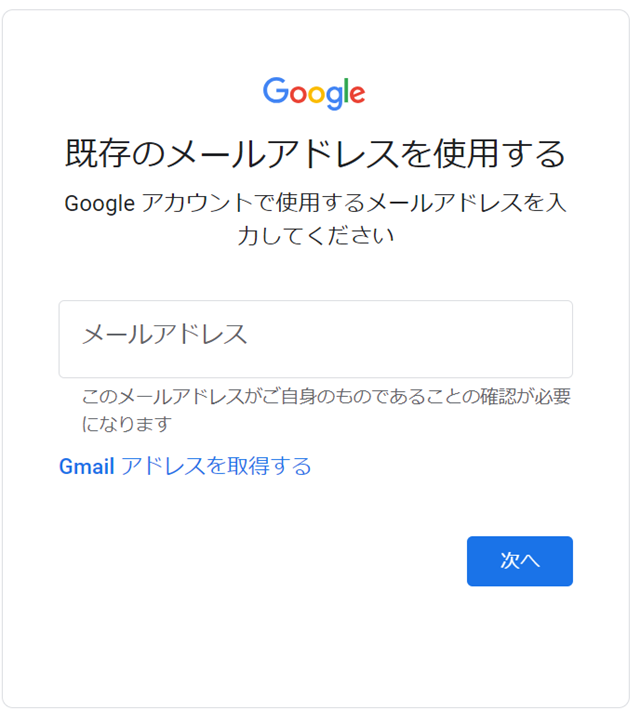 Google
既存のメールアドレスを使用する
Google アカウントで使用するメールアドレスを入
力してください
メールアドレス
このメールアドレスがご自身のものであることの確認が必要
になります
Gmail アドレスを取得する
次へ